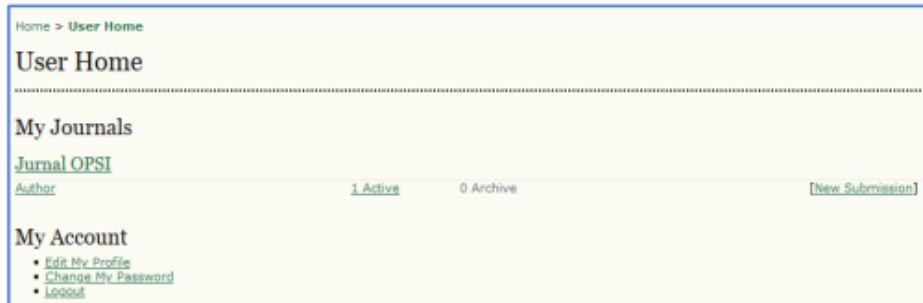 Home > User Home
User Home
My Journals
Jurnal OPSI
Author 1 Active 0 Archive [New Submission]
My Account
• Edit My Profile
• Change My Password
• Logout